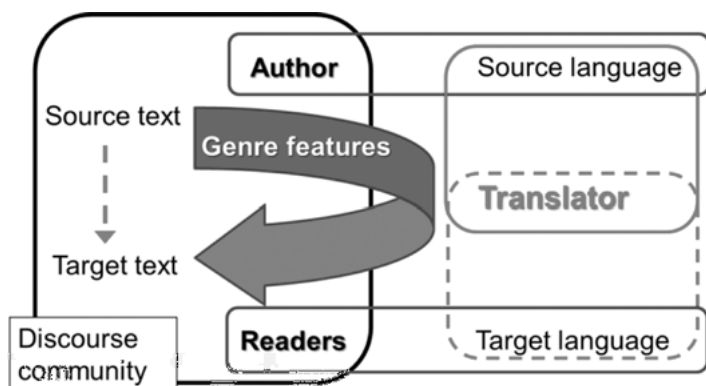 Author
Source language
Source text
Genre features
Translator
Target text
Readers
Target language
Discourse
community